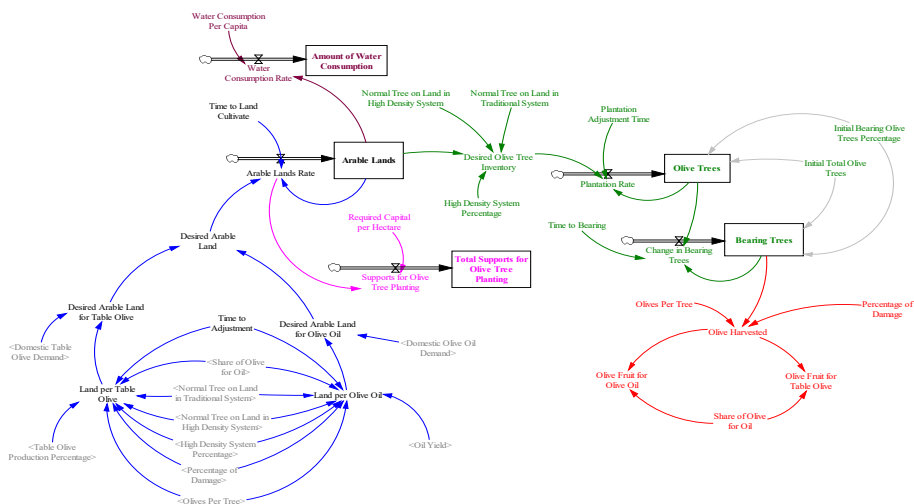 Water Consumption
Per Capita
Amount of Water
Consumption
Water
Consumption Rate
Time to Land
Cultivate
Arable Lands
Arable Lands Rate
Normal Tree on Land in
High Density System
Normal Tree on Land in
Traditional System
Desired Olive Tree
Inventory
High Density System
Percentage
Plantation
Adjustment Time
Plantation Rate
Olive Trees
Initial Bearing Olive
Trees Percentage
Initial Total Olive
Trees
Time to Bearing
Change in Bearing
Trees
Bearing Trees
Required Capital
per Hectare
Supports for Olive
Tree Planting
Total Supports for
Olive Tree
Planting
Desired Arable
Land
Desired Arable Land
for Table Olive
<Domestic Table
Olive Demand>
Time to
Adjustment
Desired Arable Land
for Olive Oil
<Domestic Olive Oil
Demand>
<Share of Olive
for Oil>
Land per Table
Olive
<Normal Tree on Land
in Traditional System>
Land per Olive Oil
<Normal Tree on Land in
High Density System>
<Table Olive
Production Percentage>
<High Density System
Percentage>
<Oil Yield>
<Percentage of
Damage>
<Olives Per Tree>
Olives Per Tree
Percentage of
Damage
Olive Harvested
Olive Fruit for
Olive Oil
Olive Fruit for
Table Olive
Share of Olive
for Oil